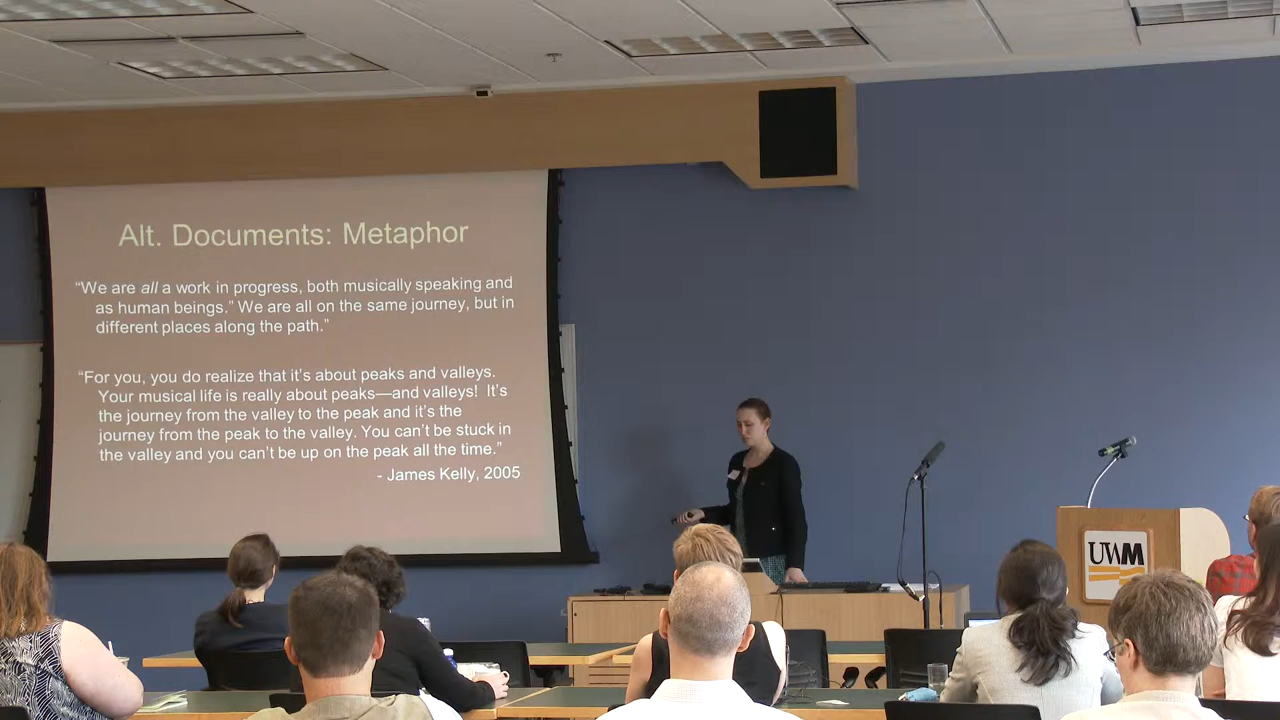 Alt. Documents: Metaphor
“We are all a work in progress, both musically speaking and
as human beings.” We are all on the same journey, but in
different places along the path.”
“For you, you do realize that it’s about peaks and valleys.
Your musical life is really about peaks—and valleys! It’s
the journey from the valley to the peak and it’s the
journey from the peak to the valley. You can’t be stuck in
the valley and you can’t be up on the peak all the time.”
- James Kelly, 2005
UWM